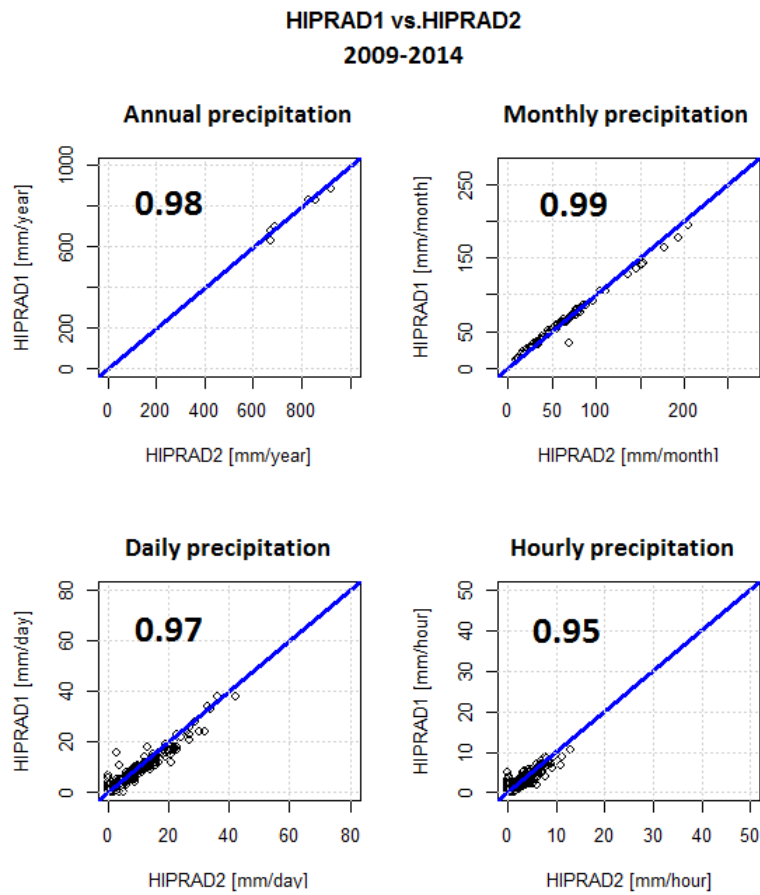 HIPRAD1 vs.HIPRAD2
2009-2014
Annual precipitation
0.98
HIPRAD1 [mm/year]
0 200 600 1000
0 200 400 600 800
HIPRAD2 [mm/year]
Monthly precipitation
0.99
HIPRAD1 [mm/month]
0 50 150 250
0 50 100 200
HIPRAD2 [mm/month]
Daily precipitation
0.97
HIPRAD1 [mm/day]
0 20 40 60 80
0 20 40 60 80
HIPRAD2 [mm/day]
Hourly precipitation
0.95
HIPRAD1 [mm/hour]
0 10 20 30 40 50
0 10 20 30 40 50
HIPRAD2 [mm/hour]